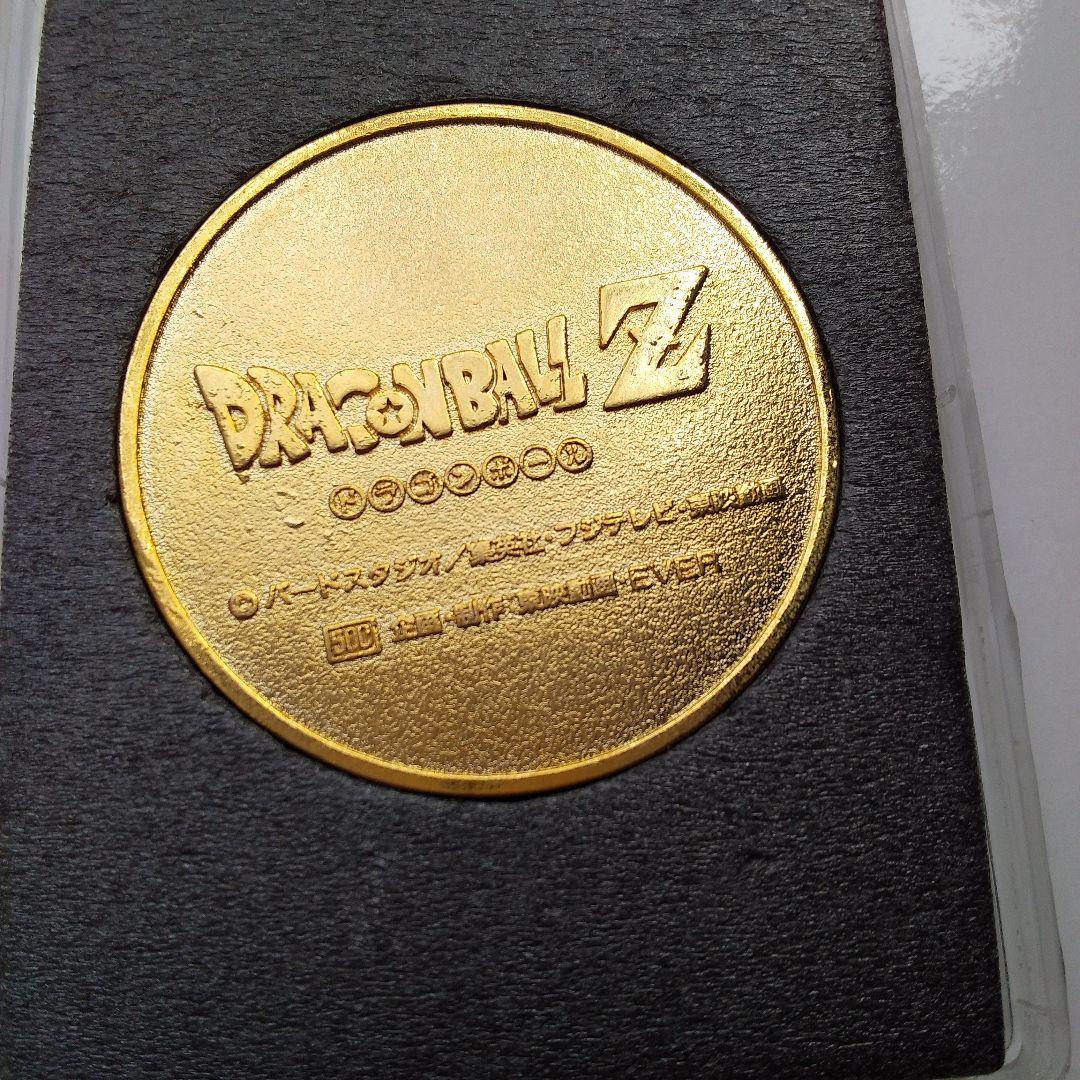 DRAGONBALL Z
ドラゴンボール
©バードスタジオ/集英社・フジテレビ・東映動画
SDC 企画・制作・東映動画・EVER